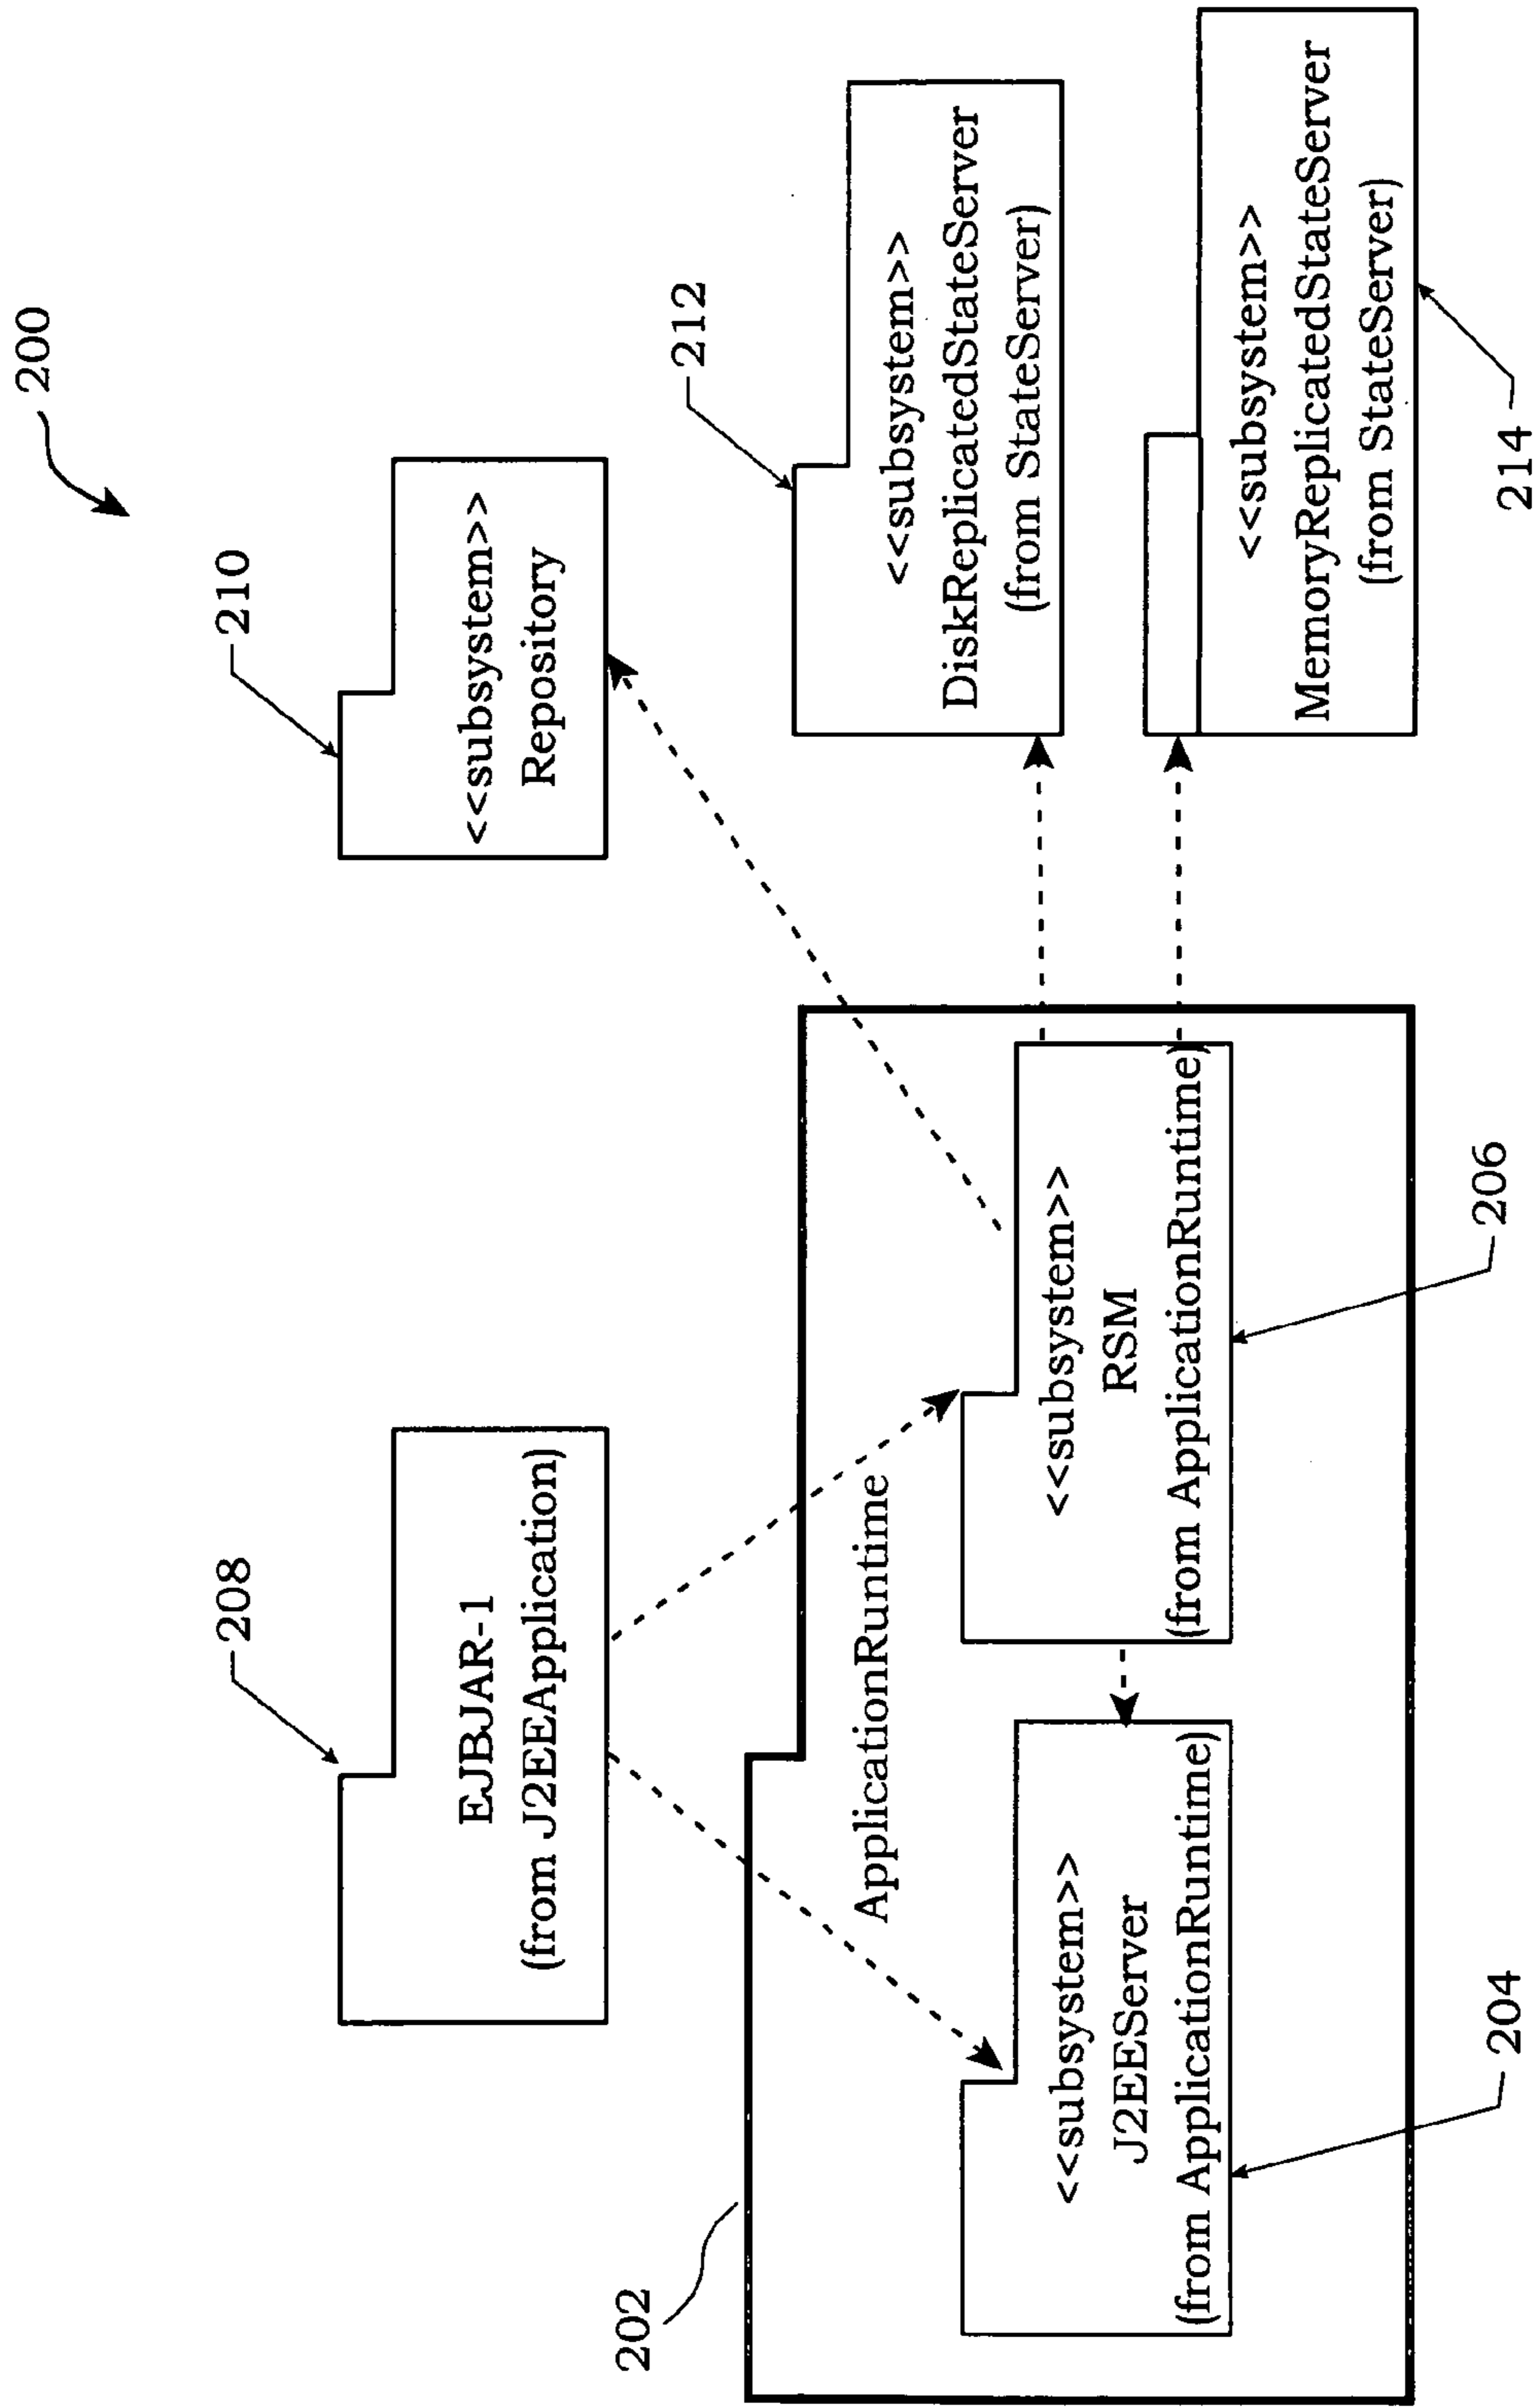 200
208
EJBJAR-1
(from J2EEApplication)
210
<<subsystem>>
Repository
202
ApplicationRuntime
<<subsystem>>
J2EEServer
(from ApplicationRuntime)
204
<<subsystem>>
RSM
(from ApplicationRuntime)
206
212
<<subsystem>>
DiskReplicatedStateServer
(from StateServer)
<<subsystem>>
MemoryReplicatedStateServer
(from StateServer)
214